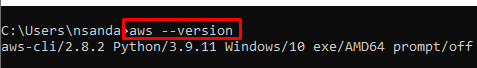 C:\Users\nsanda>aws --version
aws-cli/2.8.2 Python/3.9.11 Windows/10 exe/AMD64 prompt/off